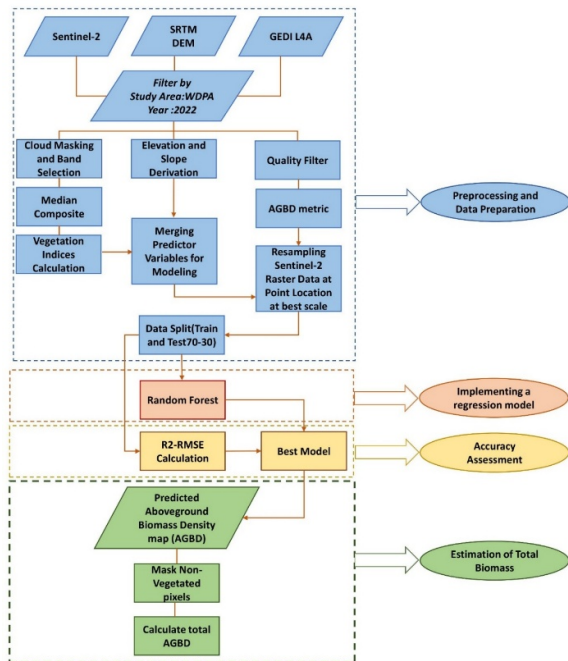 Sentinel-2
SRTM
DEM
GEDI L4A
Filter by
Study Area:WDPA
Year :2022
Cloud Masking
and Band
Selection
Elevation and
Slope
Derivation
Quality Filter
Median
Composite
AGBD metric
Preprocessing and
Data Preparation
Vegetation
Indices
Calculation
Merging
Predictor
Variables for
Modeling
Resampling
Sentinel-2
Raster Data at
Point Location
at best scale
Data Split(Train
and Test70-30)
Random Forest
Implementing a
regression model
R2-RMSE
Calculation
Best Model
Accuracy
Assessment
Predicted
Aboveground
Biomass Density
map (AGBD)
Estimation of Total
Biomass
Mask Non-
Vegetated
pixels
Calculate total
AGBD